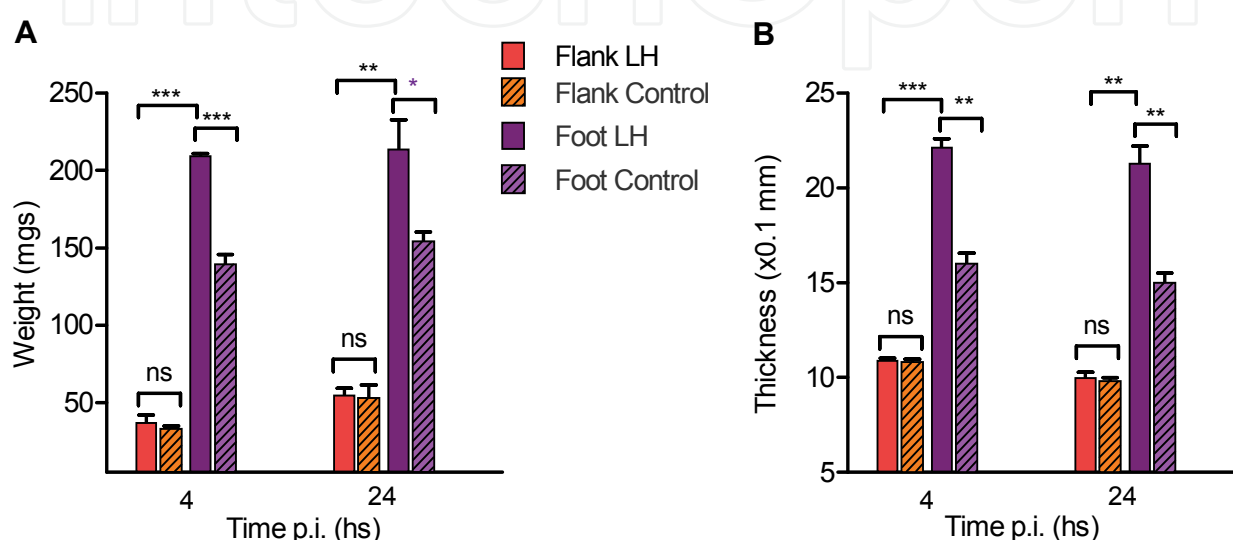 A
B
Flank LH
Flank Control
Foot LH
Foot Control
Weight (mgs)
250
200
150
100
50
***
***
**
*
ns
ns
4
24
Time p.i. (hs)
Thickness (x0.1 mm)
25
20
15
10
5
***
**
**
**
ns
ns
4
24
Time p.i. (hs)